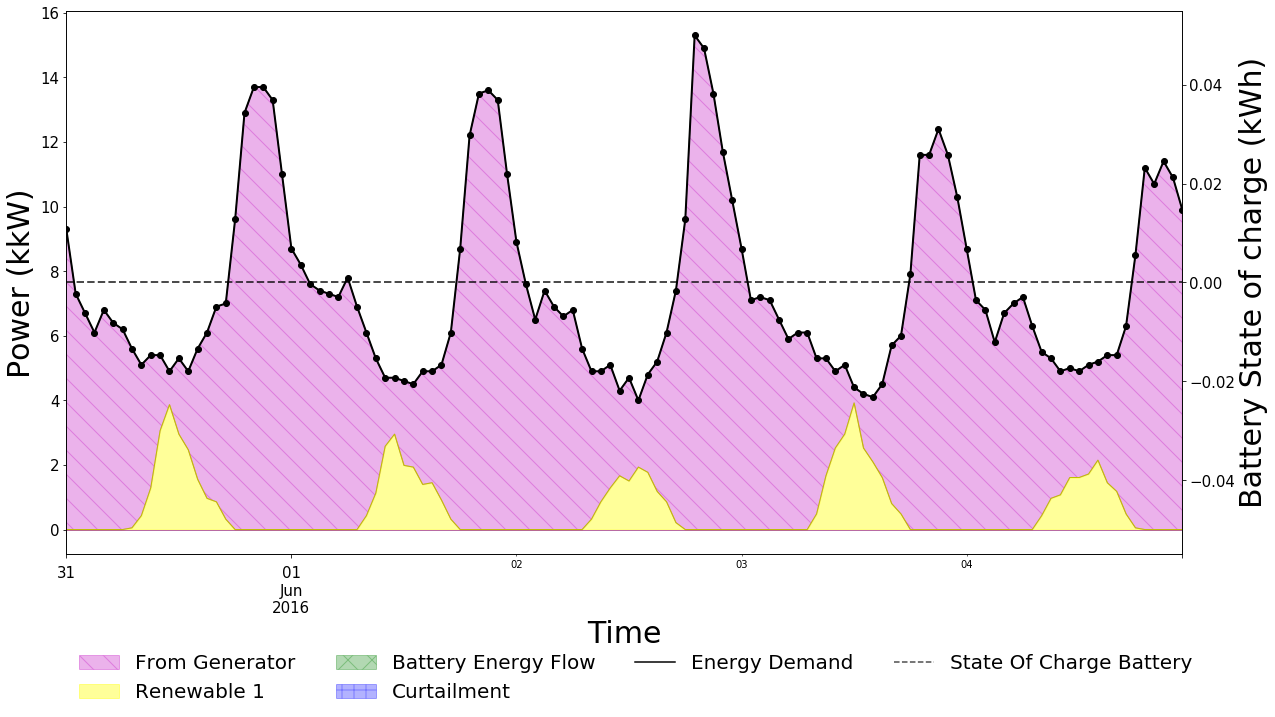 16
14
12
10
8
6
4
2
0
Power (kkW)
0.04
0.02
0.00
−0.02
−0.04
Battery State of charge (kWh)
31
01
Jun
2016
02
03
04
Time
From Generator
Battery Energy Flow
Energy Demand
State Of Charge Battery
Renewable 1
Curtailment